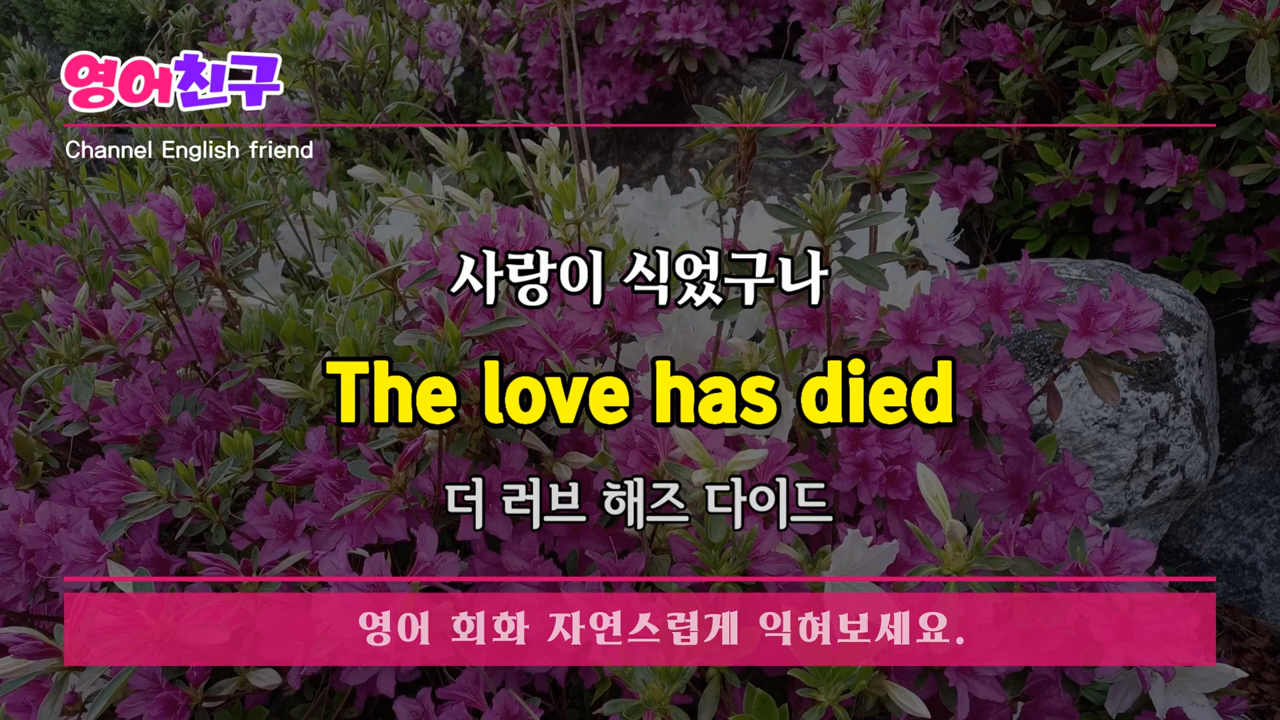 영어친구
Channel English friend
사랑이 식었구나
The love has died
더 러브 해즈 다이드
영어 회화 자연스럽게 익혀보세요.